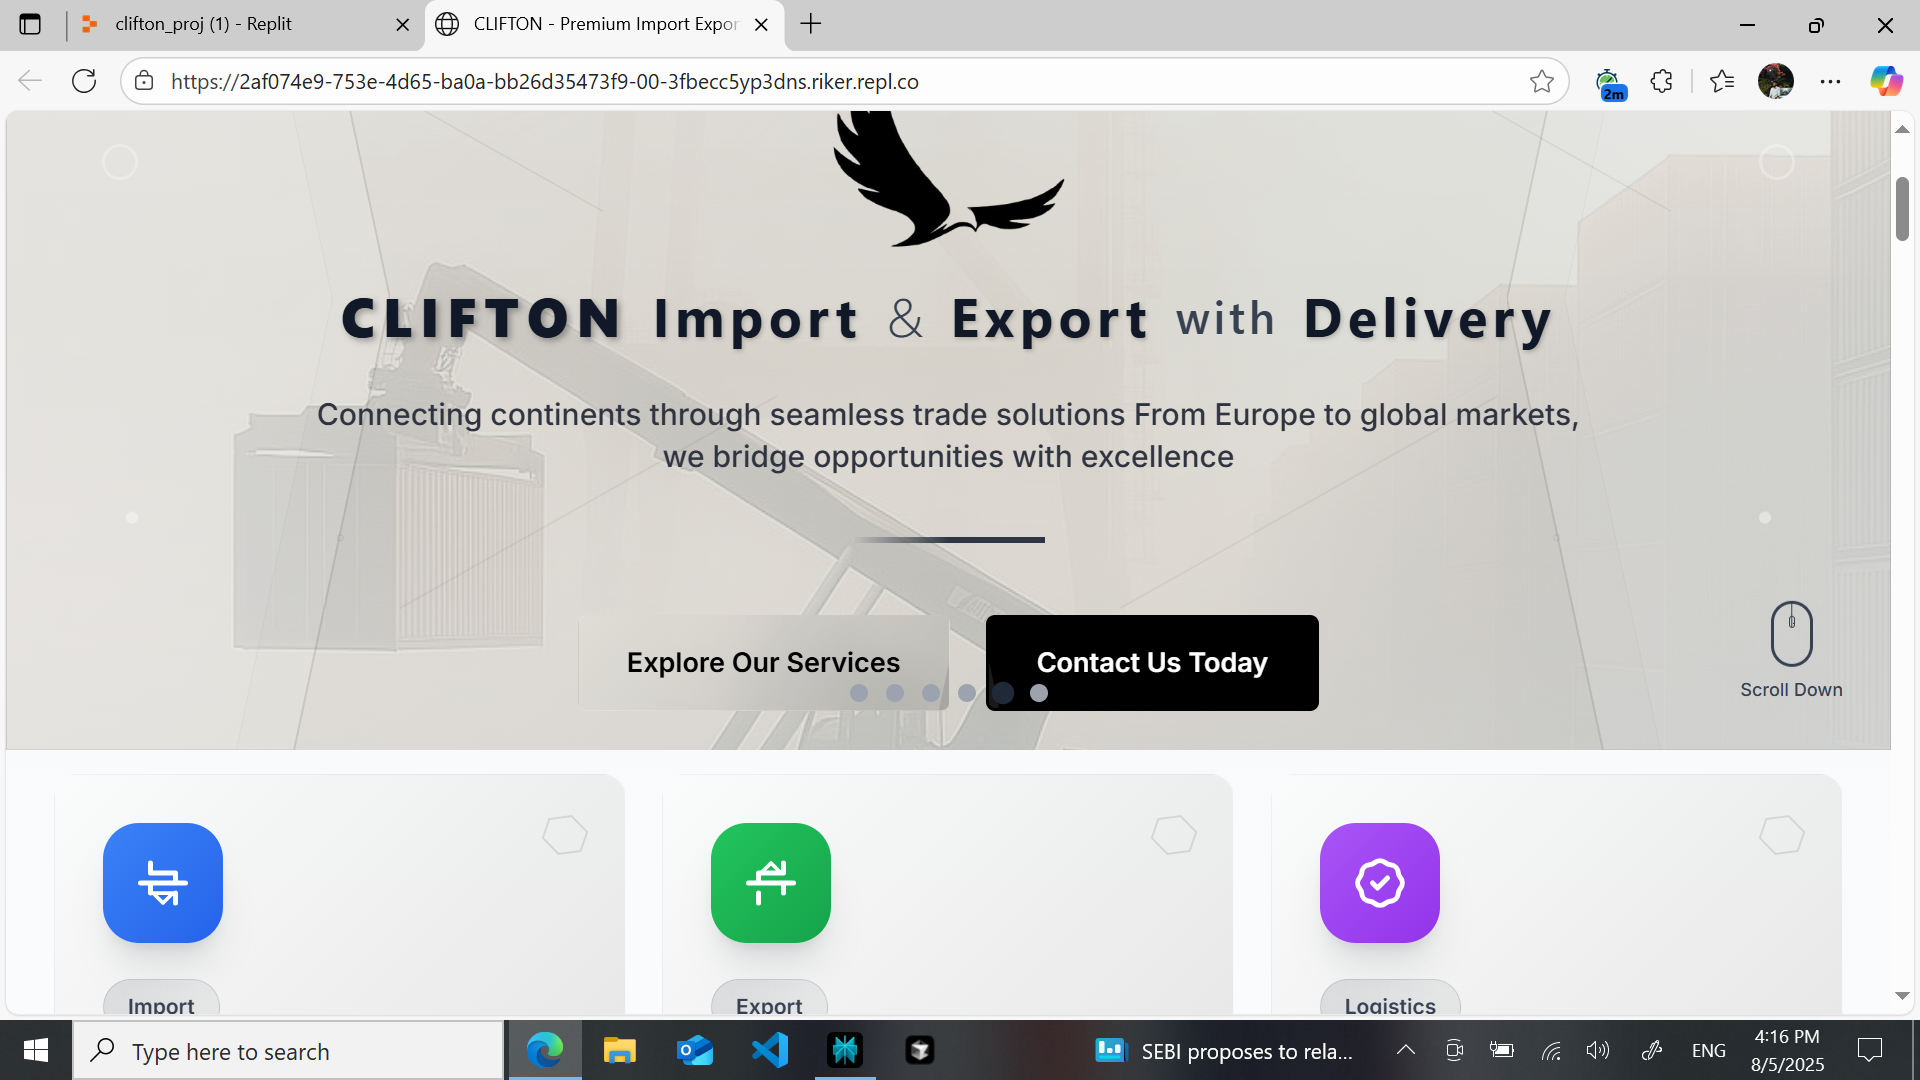 clifton_proj (1) - Replit
CLIFTON - Premium Import Expor
https://2af074e9-753e-4d65-ba0a-bb26d35473f9-00-3fbecc5yp3dns.riker.repl.co
2m
CLIFTON Import & Export with Delivery
Connecting continents through seamless trade solutions From Europe to global markets,
we bridge opportunities with excellence
Explore Our Services
Contact Us Today
Scroll Down
Import
Export
Logistics
Type here to search
SEBI proposes to rela...
ENG
4:16 PM
8/5/2025